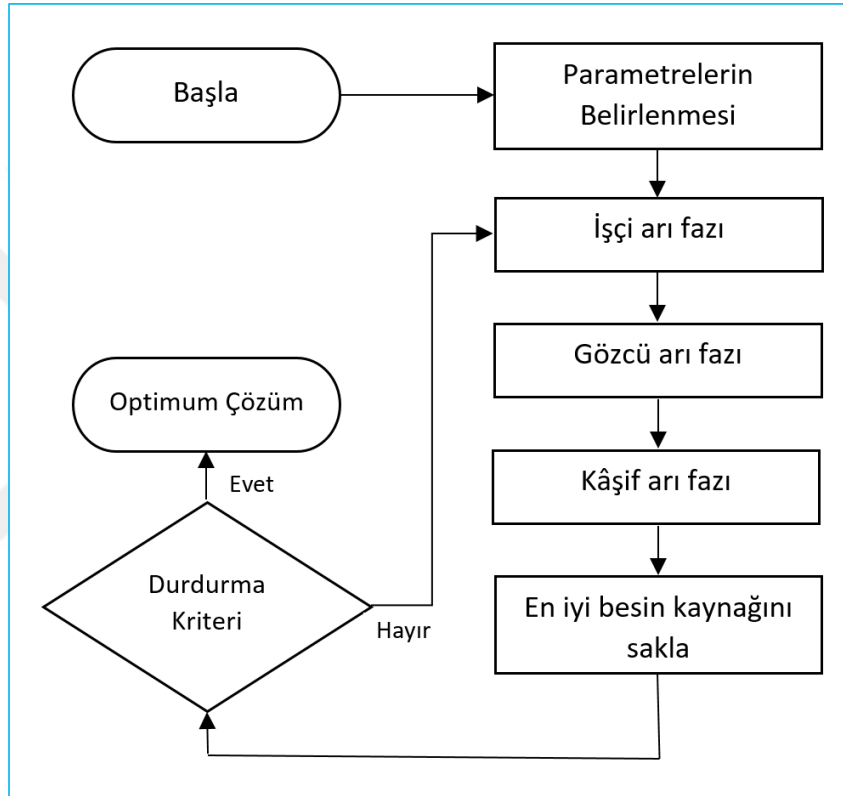 Başla
Parametrelerin
Belirlenmesi
İşçi arı fazı
Gözcü arı fazı
Kâşif arı fazı
En iyi besin kaynağını
sakla
Durdurma
Kriteri
Hayır
Evet
Optimum Çözüm